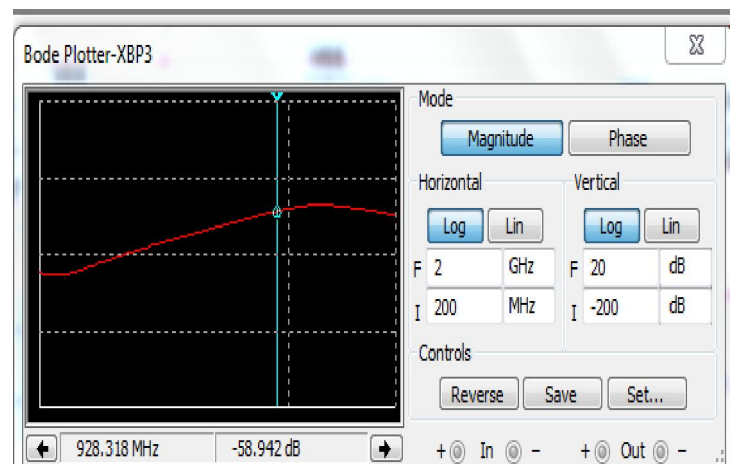 Bode Plotter-XBP3
Mode
Magnitude Phase
Horizontal Vertical
Log Lin Log Lin
F 2 GHz F 20 dB
I 200 MHz I -200 dB
Controls
Reverse Save Set...
928.318 MHz -58.942 dB + In - + Out -